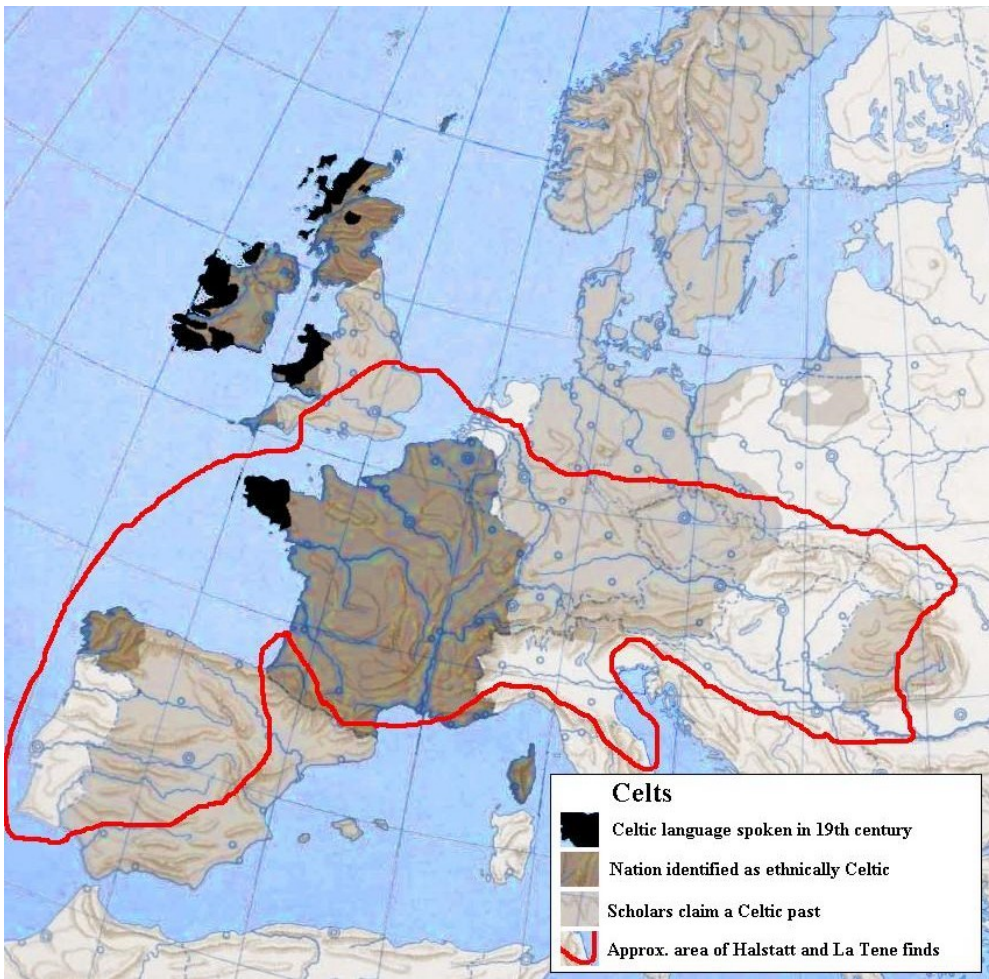 Celts
Celtic language spoken in 19th century
Nation identified as ethnically Celtic
Scholars claim a Celtic past
Approx. area of Halstatt and La Tene finds